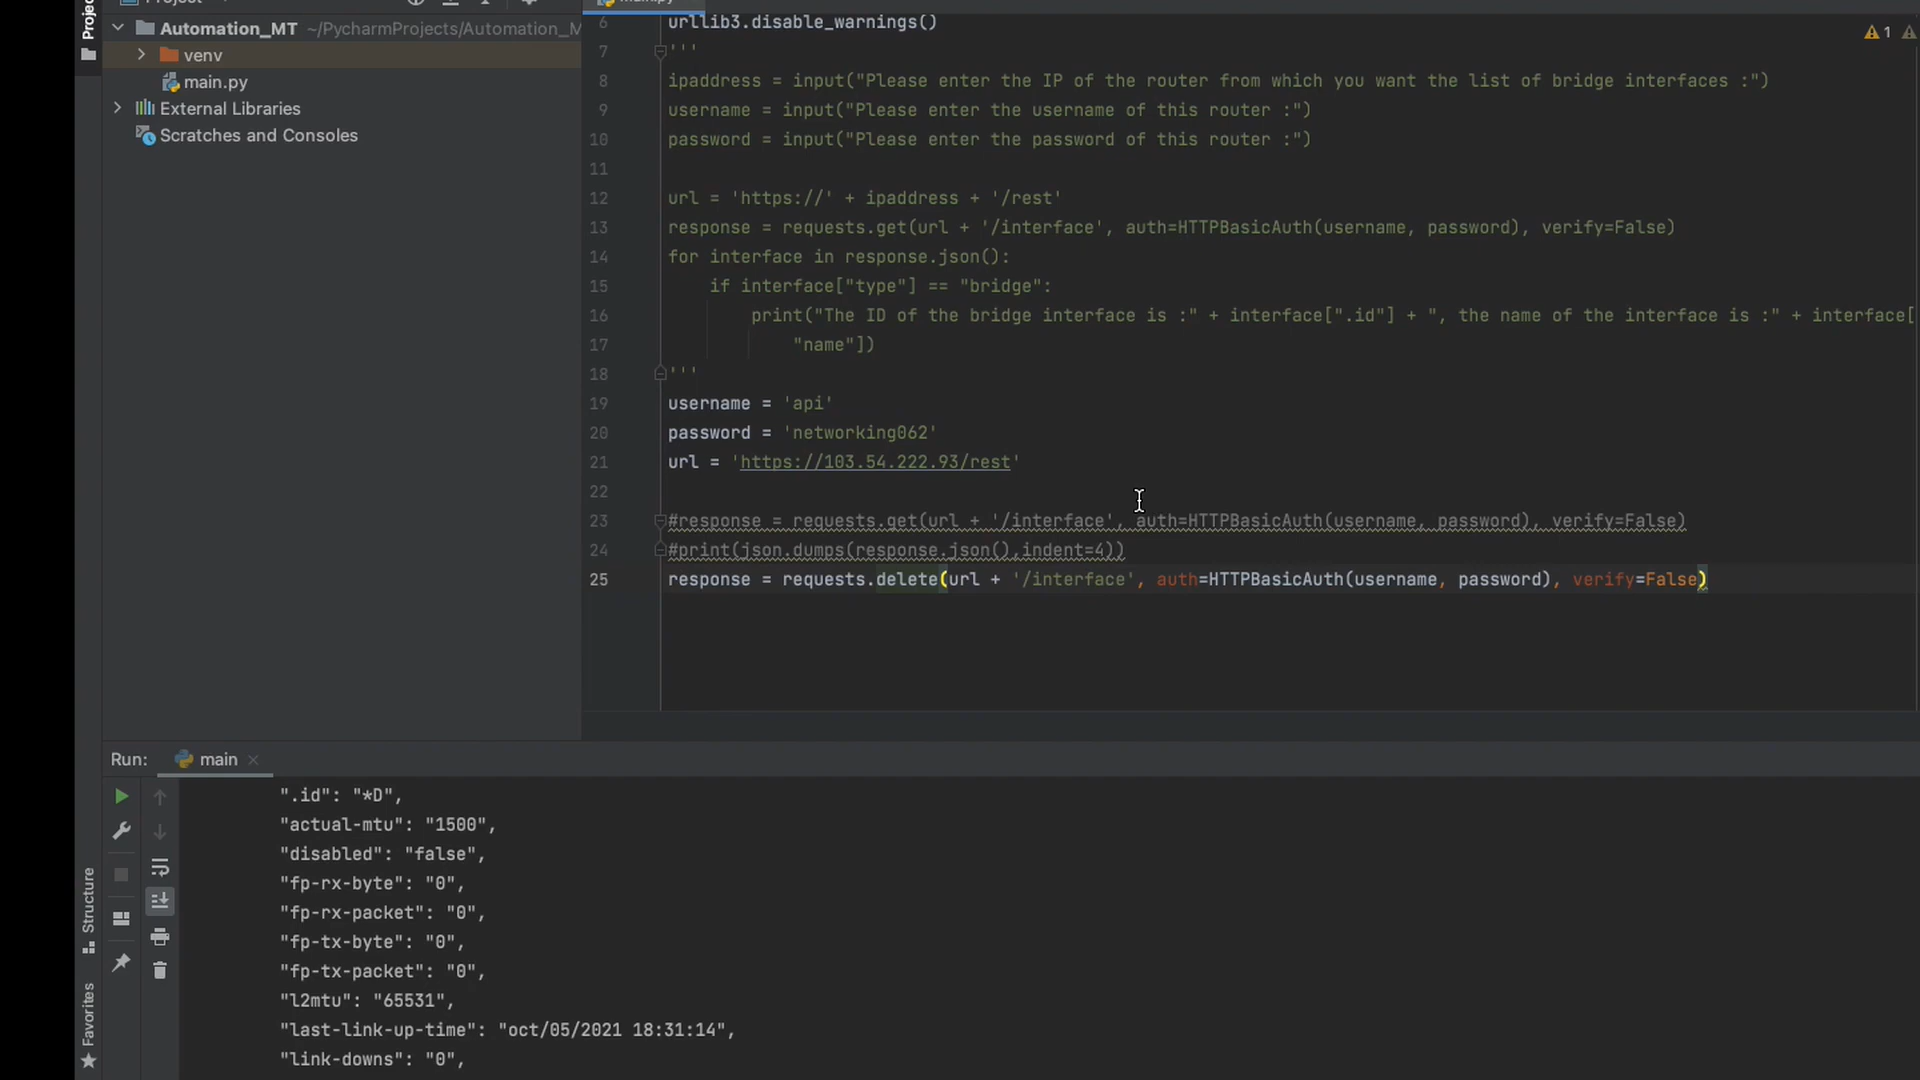 Project
Automation_MT ~/PycharmProjects/Automation_M
venv
main.py
External Libraries
Scratches and Consoles
main.py
6 urllib3.disable_warnings()
7 '''
8 ipaddress = input("Please enter the IP of the router from which you want the list of bridge interfaces :")
9 username = input("Please enter the username of this router :")
10 password = input("Please enter the password of this router :")
11
12 url = 'https://' + ipaddress + '/rest'
13 response = requests.get(url + '/interface', auth=HTTPBasicAuth(username, password), verify=False)
14 for interface in response.json():
15 if interface["type"] == "bridge":
16 print("The ID of the bridge interface is :" + interface[".id"] + ", the name of the interface is :" + interface[
17 "name"])
18 '''
19 username = 'api'
20 password = 'networking062'
21 url = 'https://103.54.222.93/rest'
22
23 #response = requests.get(url + '/interface', auth=HTTPBasicAuth(username, password), verify=False)
24 #print(json.dumps(response.json(),indent=4))
25 response = requests.delete(url + '/interface', auth=HTTPBasicAuth(username, password), verify=False)
1
Run: main
".id": "*D",
"actual-mtu": "1500",
"disabled": "false",
"fp-rx-byte": "0",
"fp-rx-packet": "0",
"fp-tx-byte": "0",
"fp-tx-packet": "0",
"l2mtu": "65531",
"last-link-up-time": "oct/05/2021 18:31:14",
"link-downs": "0",
Structure
Favorites